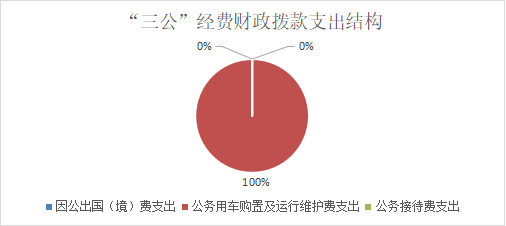 “三公”经费财政拨款支出结构
0% 0%
100%
因公出国（境）费支出 公务用车购置及运行维护费支出 公务接待费支出